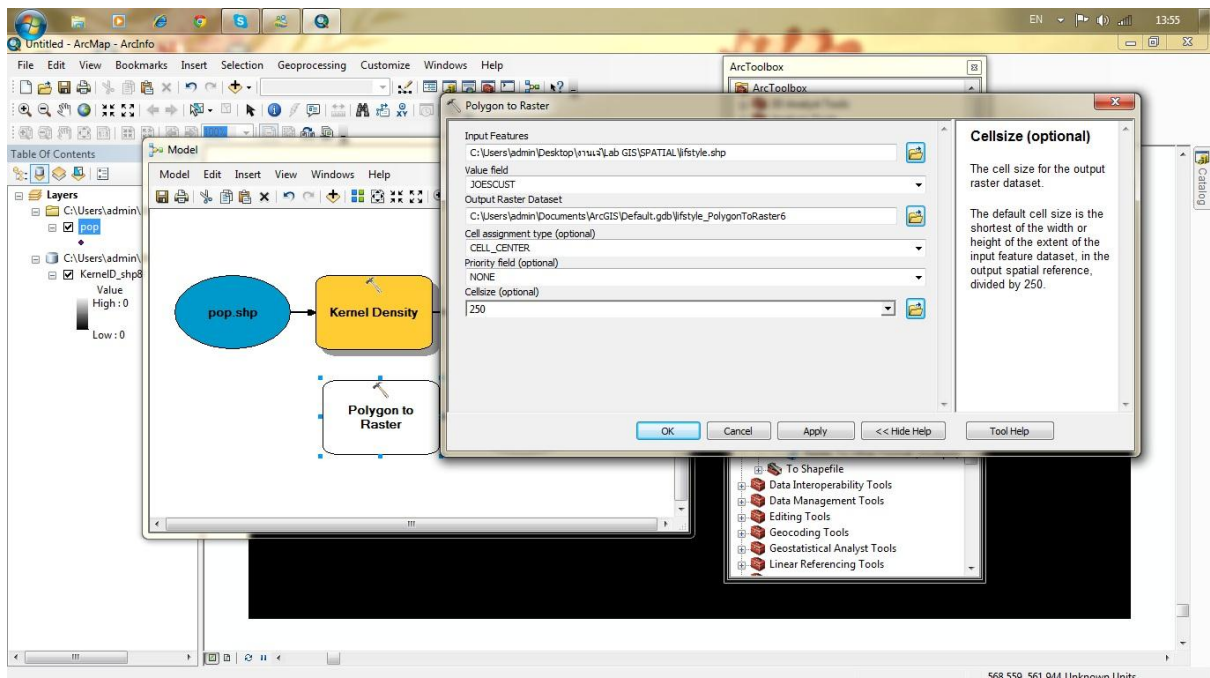 EN
13:55
Untitled - ArcMap - ArcInfo
File Edit View Bookmarks Insert Selection Geoprocessing Customize Windows Help
Table Of Contents
Layers
C:\Users\admin\
pop
C:\Users\admin\
KernelD_shp8
Value
High : 0
Low : 0
Model
Model Edit Insert View Windows Help
pop.shp
Kernel Density
Polygon to
Raster
ArcToolbox
ArcToolbox
Polygon to Raster
Input Features
C:\Users\admin\Desktop\งานเจ๋\Lab GIS\SPATIAL\lifstyle.shp
Value field
JOESCUST
Output Raster Dataset
C:\Users\admin\Documents\ArcGIS\Default.gdb\lifstyle_PolygonToRaster6
Cell assignment type (optional)
CELL_CENTER
Priority field (optional)
NONE
Cellsize (optional)
250
OK Cancel Apply << Hide Help Tool Help
Cellsize (optional)
The cell size for the output
raster dataset.
The default cell size is the
shortest of the width or
height of the extent of the
input feature dataset, in the
output spatial reference,
divided by 250.
To Shapefile
Data Interoperability Tools
Data Management Tools
Editing Tools
Geocoding Tools
Geostatistical Analyst Tools
Linear Referencing Tools
Catalog
568.559 561.944 Unknown Units